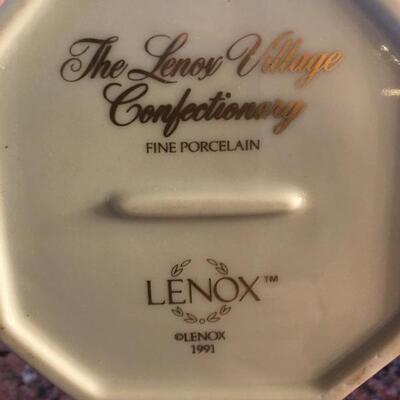 The Lenox Village
Confectionary
FINE PORCELAIN
LENOX™
©LENOX
1991